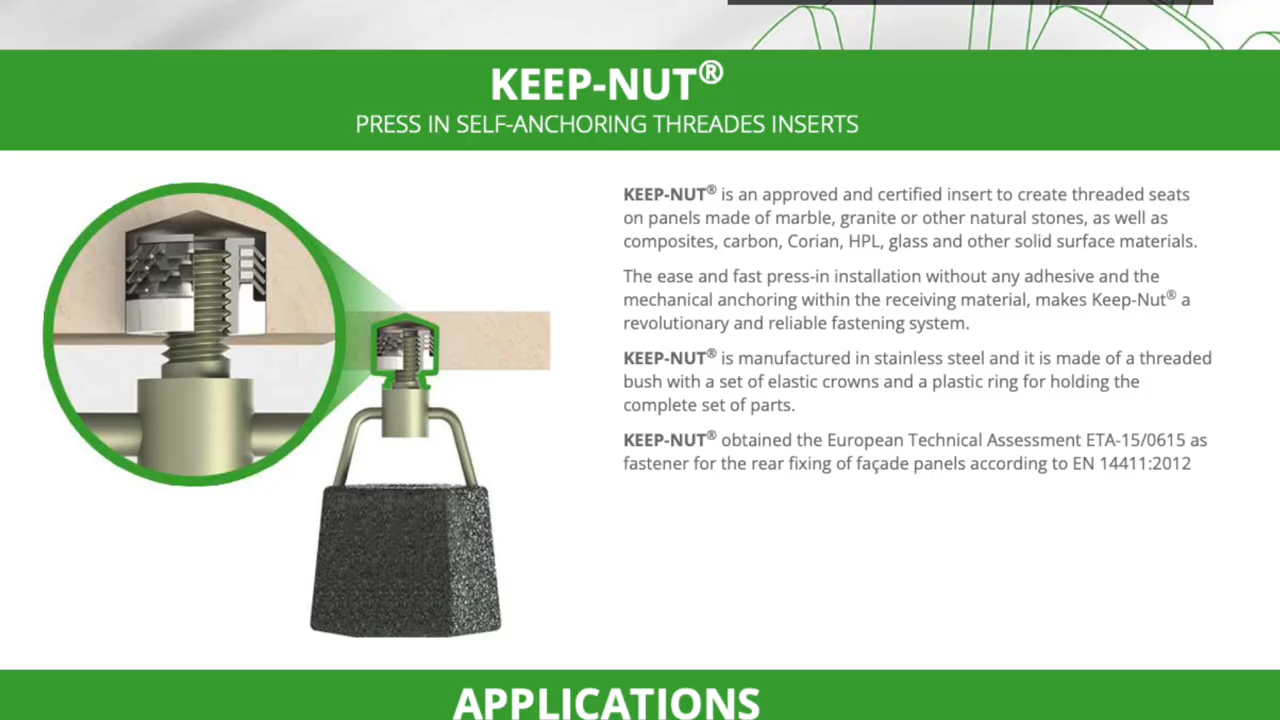 KEEP-NUT®
PRESS IN SELF-ANCHORING THREADES INSERTS
KEEP-NUT® is an approved and certified insert to create threaded seats
on panels made of marble, granite or other natural stones, as well as
composites, carbon, Corian, HPL, glass and other solid surface materials.
The ease and fast press-in installation without any adhesive and the
mechanical anchoring within the receiving material, makes Keep-Nut® a
revolutionary and reliable fastening system.
KEEP-NUT® is manufactured in stainless steel and it is made of a threaded
bush with a set of elastic crowns and a plastic ring for holding the
complete set of parts.
KEEP-NUT® obtained the European Technical Assessment ETA-15/0615 as
fastener for the rear fixing of façade panels according to EN 14411:2012
APPLICATIONS